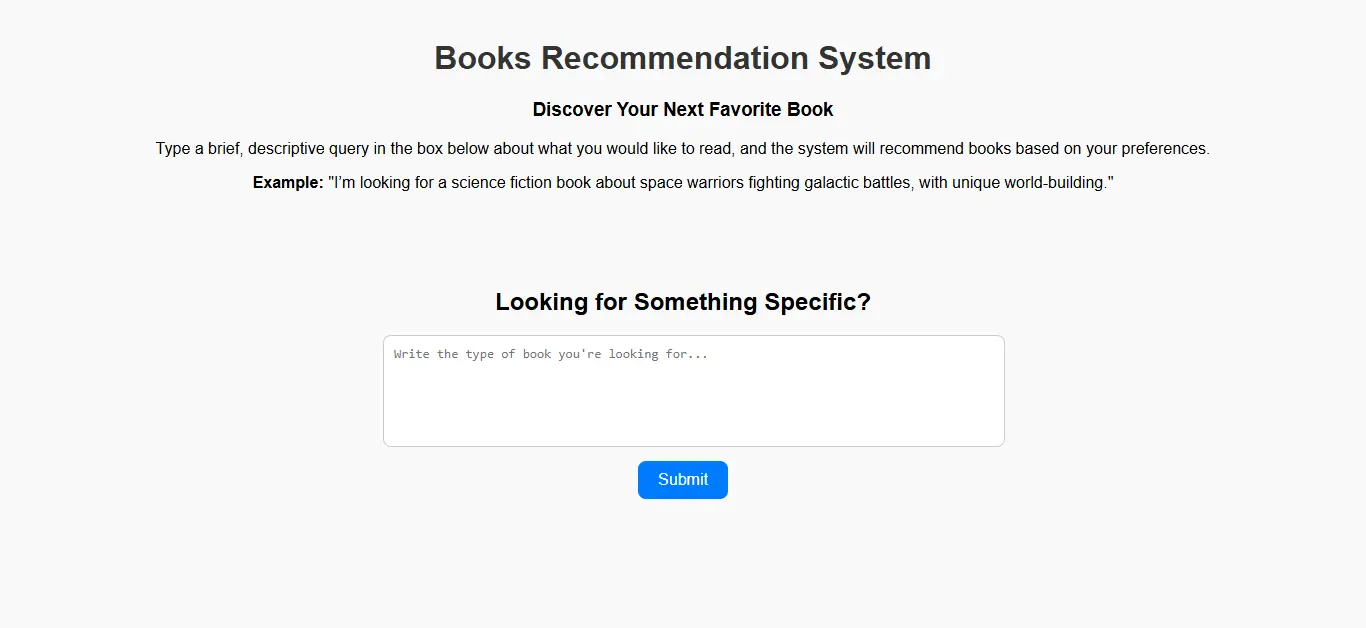 Books Recommendation System
Discover Your Next Favorite Book
Type a brief, descriptive query in the box below about what you would like to read, and the system will recommend books based on your preferences.
Example: "I’m looking for a science fiction book about space warriors fighting galactic battles, with unique world-building."
Looking for Something Specific?
Write the type of book you're looking for...
Submit